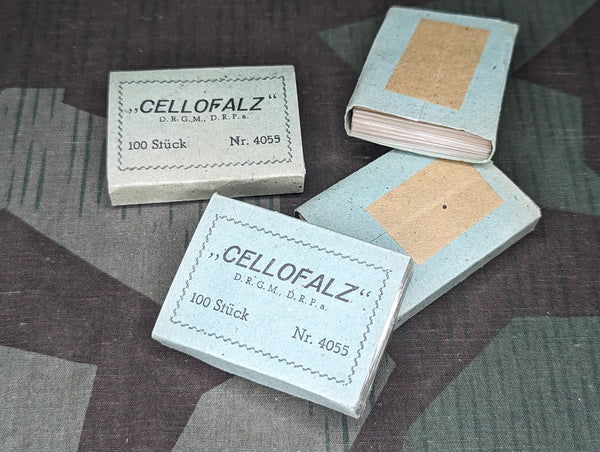 „CELLOFALZ“
D.R.G.M., D.R.P.a.
100 Stück Nr. 4055
„CELLOFALZ“
D.R.G.M., D.R.P.a.
100 Stück Nr. 4055